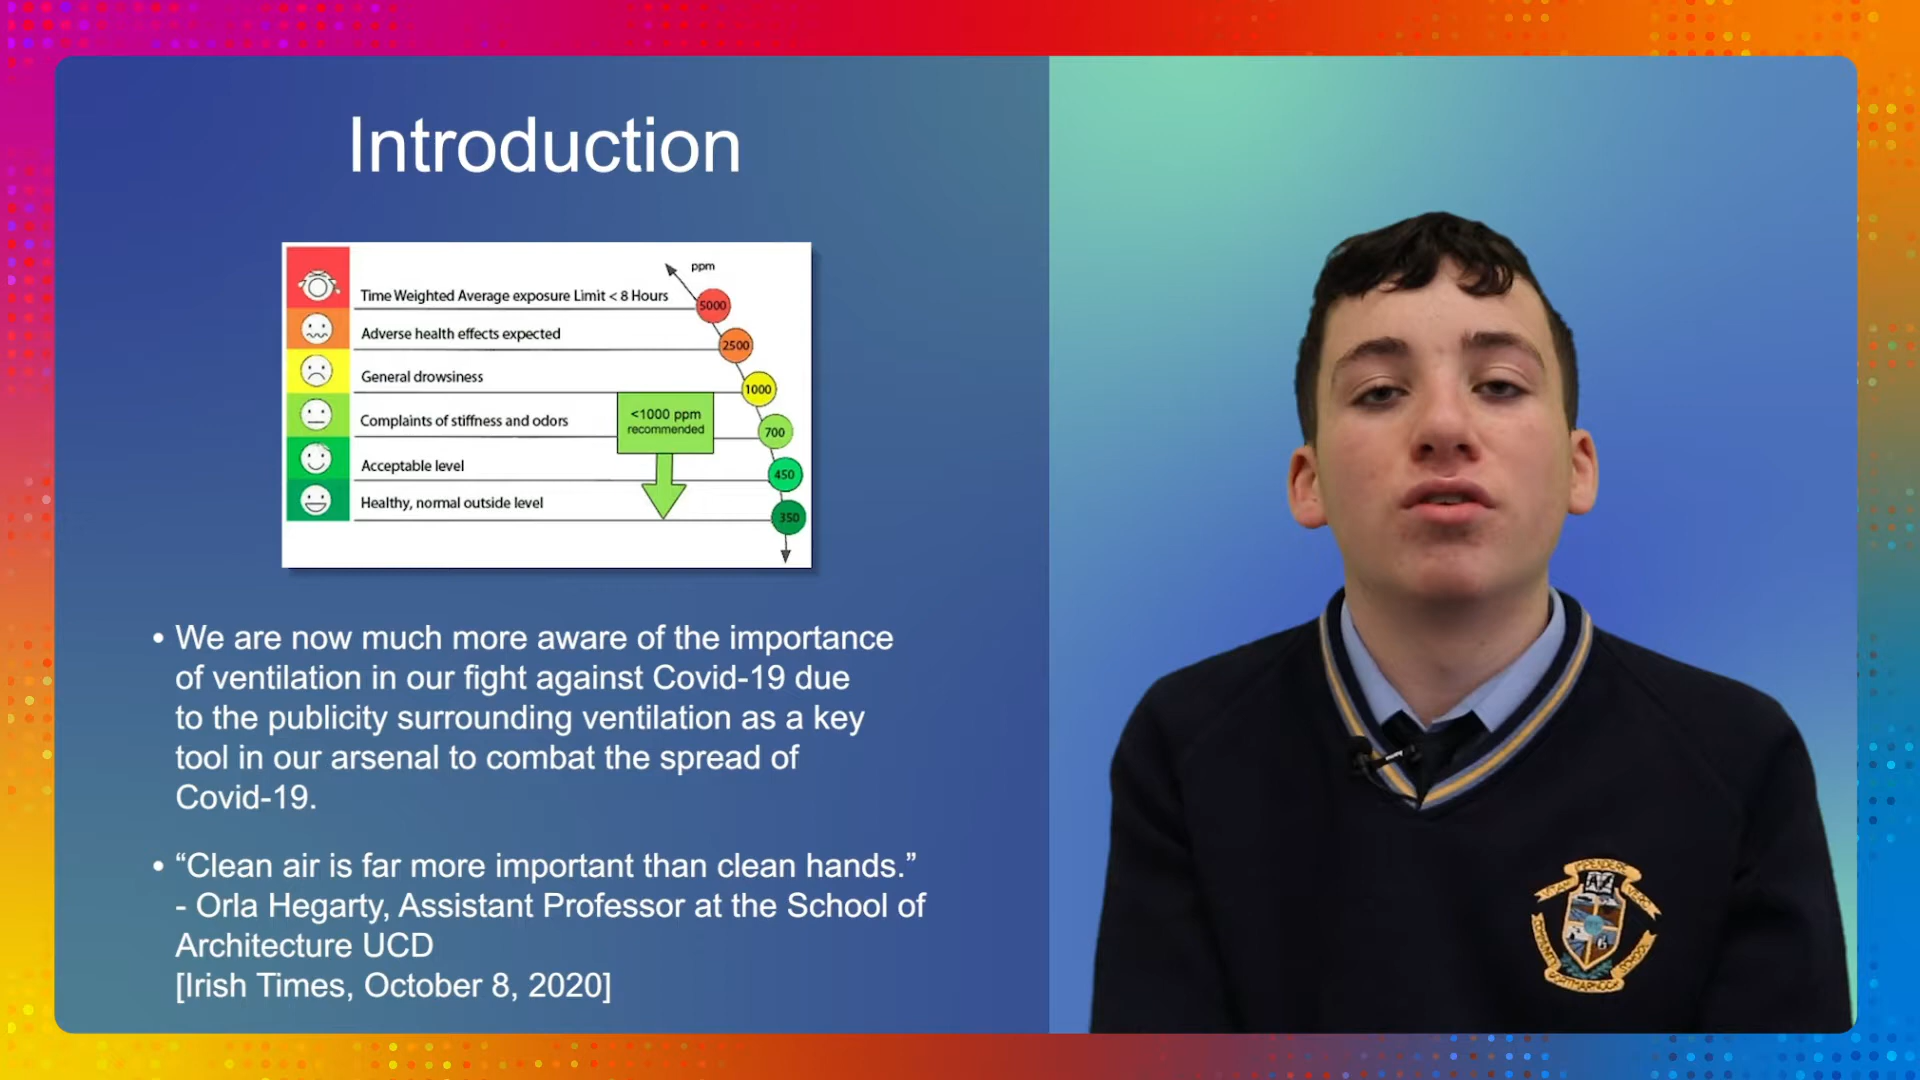 Introduction
ppm
Time Weighted Average exposure Limit < 8 Hours
5000
Adverse health effects expected
2500
General drowsiness
1000
<1000 ppm
recommended
Complaints of stiffness and odors
700
Acceptable level
450
Healthy, normal outside level
350
• We are now much more aware of the importance
of ventilation in our fight against Covid-19 due
to the publicity surrounding ventilation as a key
tool in our arsenal to combat the spread of
Covid-19.
• “Clean air is far more important than clean hands.”
- Orla Hegarty, Assistant Professor at the School of
Architecture UCD
[Irish Times, October 8, 2020]
COMMUNITY
SCHOOL
PORTMARNOCK